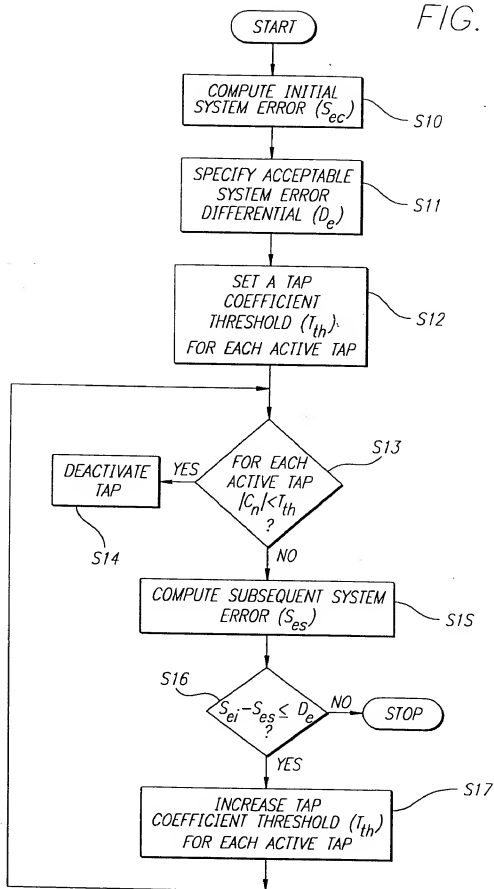 FIG.
START
COMPUTE INITIAL
SYSTEM ERROR (Sec)
S10
SPECIFY ACCEPTABLE
SYSTEM ERROR
DIFFERENTIAL (De)
S11
SET A TAP
COEFFICIENT
THRESHOLD (Tth)
FOR EACH ACTIVE TAP
S12
FOR EACH
ACTIVE TAP
|Cn|<Tth
?
S13
YES
DEACTIVATE
TAP
S14
NO
COMPUTE SUBSEQUENT SYSTEM
ERROR (Ses)
S1S
S16
Sei-Ses≤ De
?
NO
STOP
YES
INCREASE TAP
COEFFICIENT THRESHOLD (Tth)
FOR EACH ACTIVE TAP
S17